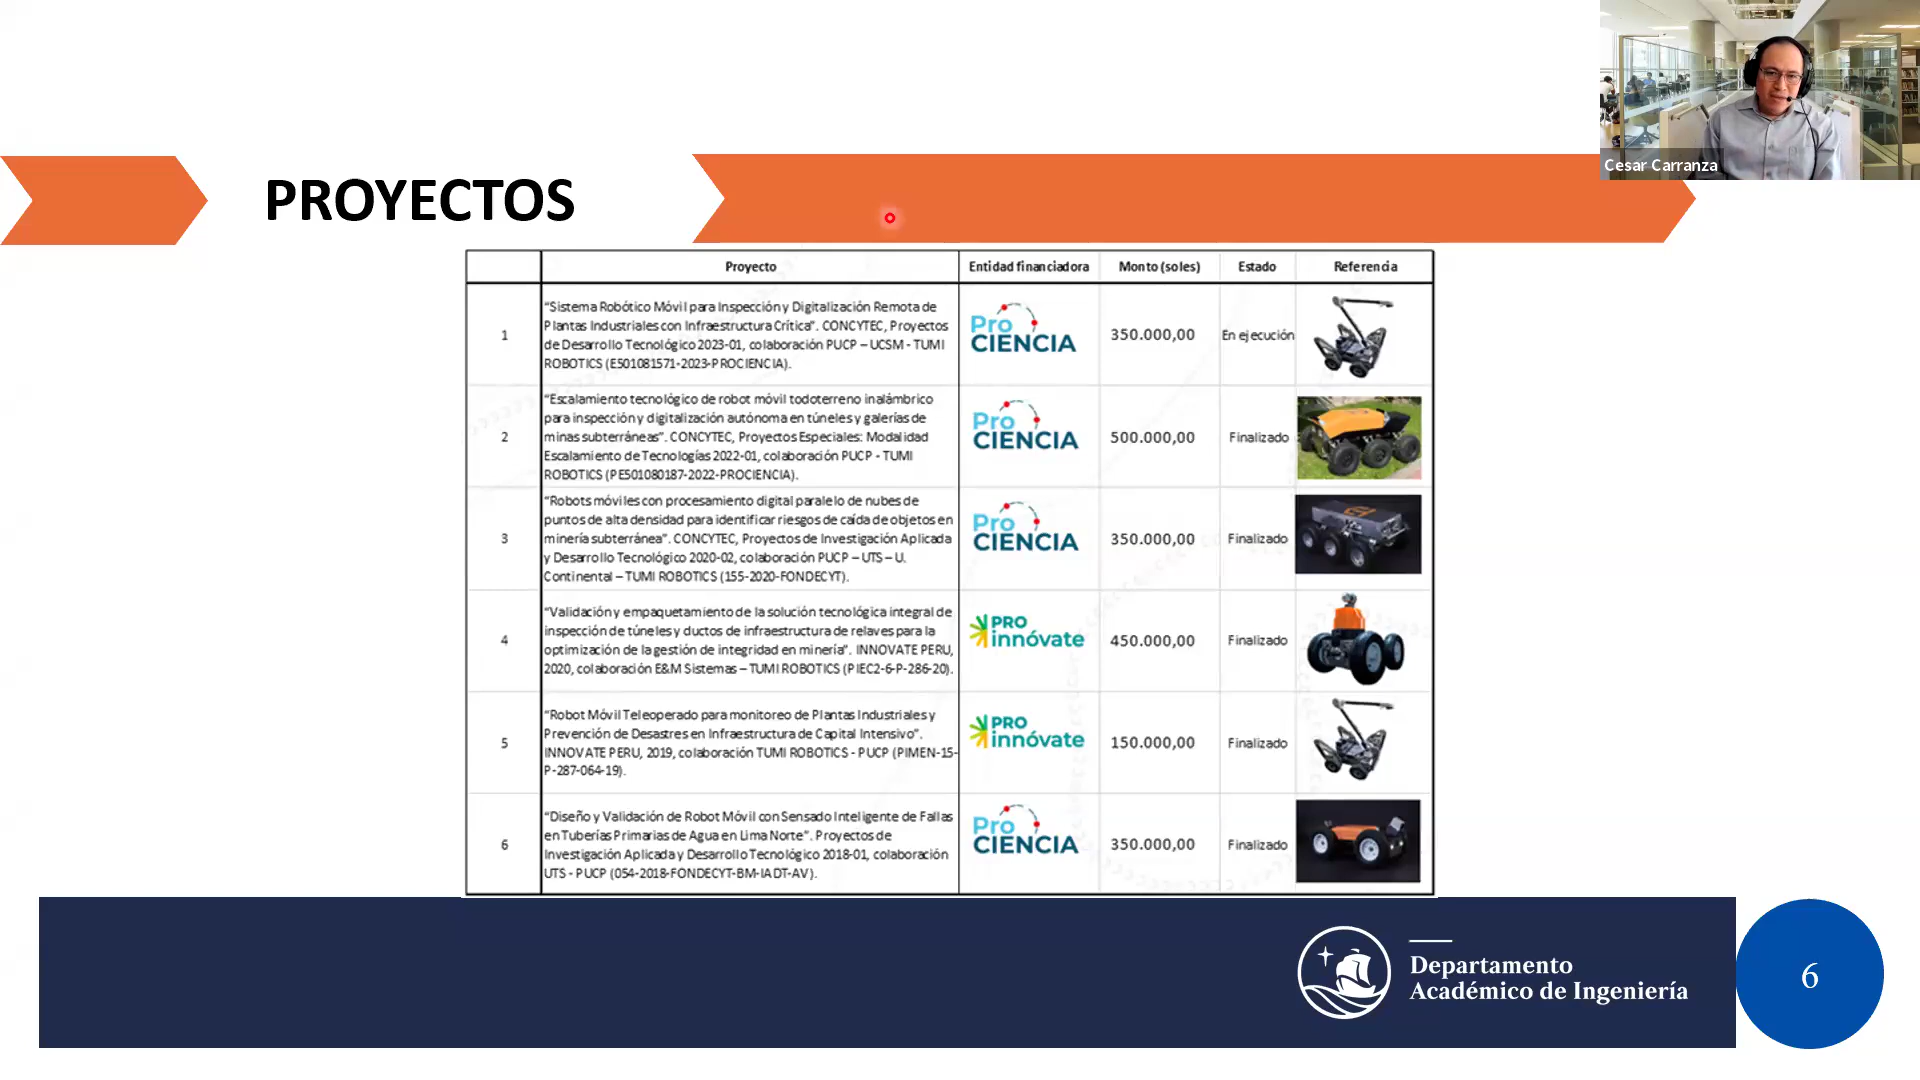 Cesar Carranza
PROYECTOS
Proyecto Entidad financiadora Monto (soles) Estado Referencia
1
“Sistema Robótico Móvil para Inspección y Digitalización Remota de
Plantas Industriales con Infraestructura Crítica”. CONCYTEC, Proyectos
de Desarrollo Tecnológico 2023-01, colaboración PUCP – UCSM - TUMI
ROBOTICS (E501081571-2023-PROCIENCIA).
Pro
CIENCIA
350.000,00
En ejecución
2
“Escalamiento tecnológico de robot móvil todoterreno inalámbrico
para inspección y digitalización autónoma en túneles y galerías de
minas subterráneas”. CONCYTEC, Proyectos Especiales: Modalidad
Escalamiento de Tecnologías 2022-01, colaboración PUCP - TUMI
ROBOTICS (PE501080187-2022-PROCIENCIA).
Pro
CIENCIA
500.000,00
Finalizado
3
“Robots móviles con procesamiento digital paralelo de nubes de
puntos de alta densidad para identificar riesgos de caída de objetos en
minería subterránea”. CONCYTEC, Proyectos de Investigación Aplicada
y Desarrollo Tecnológico 2020-02, colaboración PUCP – UTS – U.
Continental – TUMI ROBOTICS (155-2020-FONDECYT).
Pro
CIENCIA
350.000,00
Finalizado
4
“Validación y empaquetamiento de la solución tecnológica integral de
inspección de túneles y ductos de infraestructura de relaves para la
optimización de la gestión de integridad en minería”. INNOVATE PERU,
2020, colaboración E&M Sistemas – TUMI ROBOTICS (PIEC2-6-P-286-20).
PRO
innóvate
450.000,00
Finalizado
5
“Robot Móvil Teleoperado para monitoreo de Plantas Industriales y
Prevención de Desastres en Infraestructura de Capital Intensivo”.
INNOVATE PERU, 2019, colaboración TUMI ROBOTICS - PUCP (PIMEN-15-
P-287-064-19).
PRO
innóvate
150.000,00
Finalizado
6
“Diseño y Validación de Robot Móvil con Sensado Inteligente de Fallas
en Tuberías Primarias de Agua en Lima Norte”. Proyectos de
Investigación Aplicada y Desarrollo Tecnológico 2018-01, colaboración
UTS - PUCP (054-2018-FONDECYT-BM-IADT-AV).
Pro
CIENCIA
350.000,00
Finalizado
Departamento
Académico de Ingeniería
6